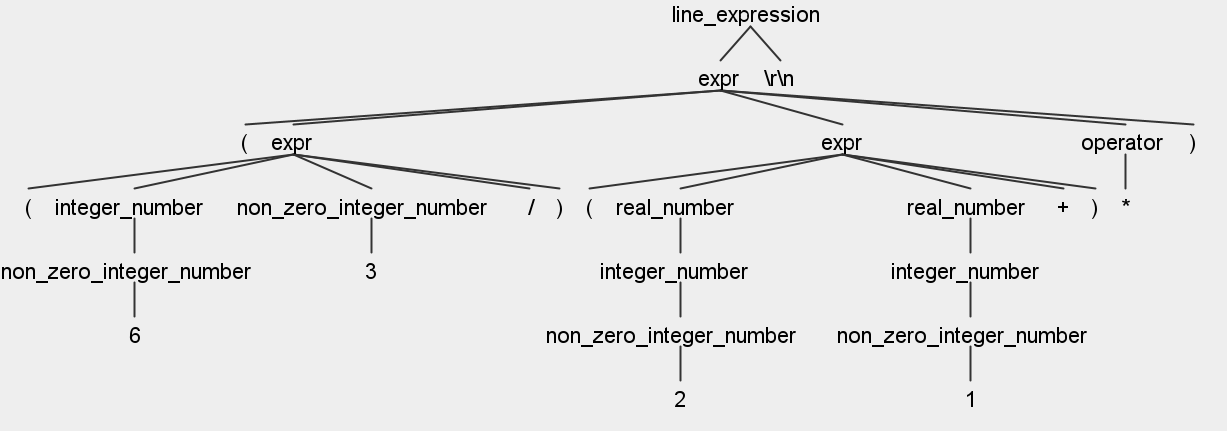 line_expression
expr \r\n
( expr expr operator )
( integer_number non_zero_integer_number / ) ( real_number real_number + ) *
non_zero_integer_number 3 integer_number integer_number
6 non_zero_integer_number non_zero_integer_number
2 1